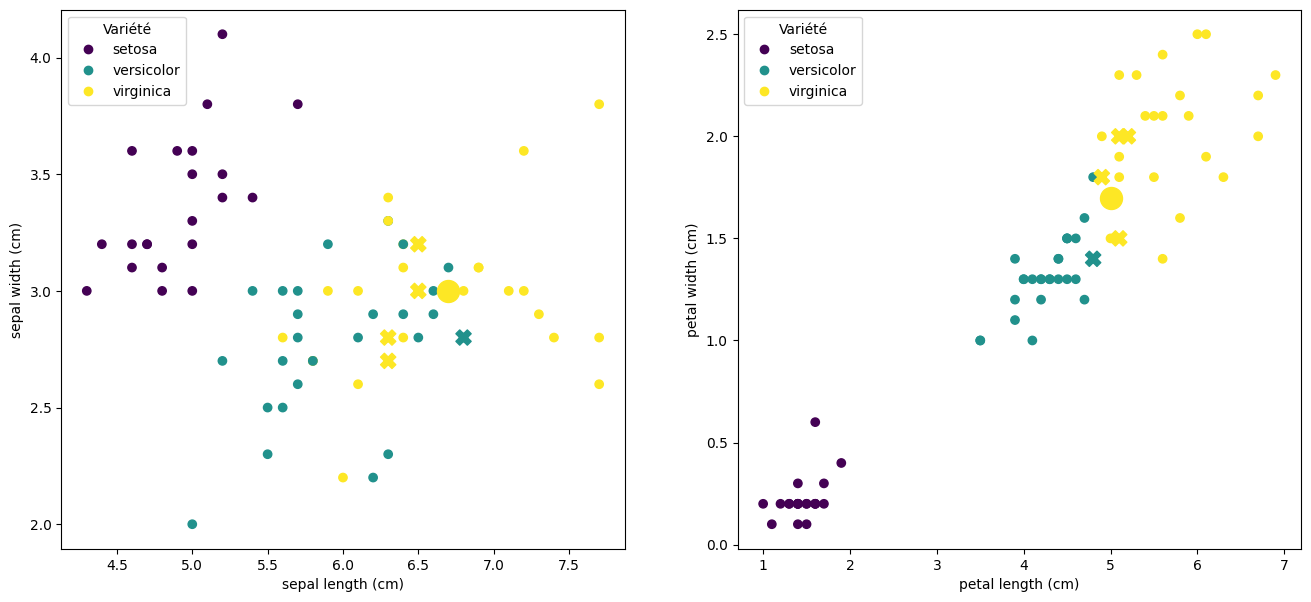 Variété
setosa
versicolor
virginica
4.0
3.5
3.0
2.5
2.0
sepal width (cm)
4.5 5.0 5.5 6.0 6.5 7.0 7.5
sepal length (cm)
Variété
setosa
versicolor
virginica
2.5
2.0
1.5
1.0
0.5
0.0
petal width (cm)
1 2 3 4 5 6 7
petal length (cm)